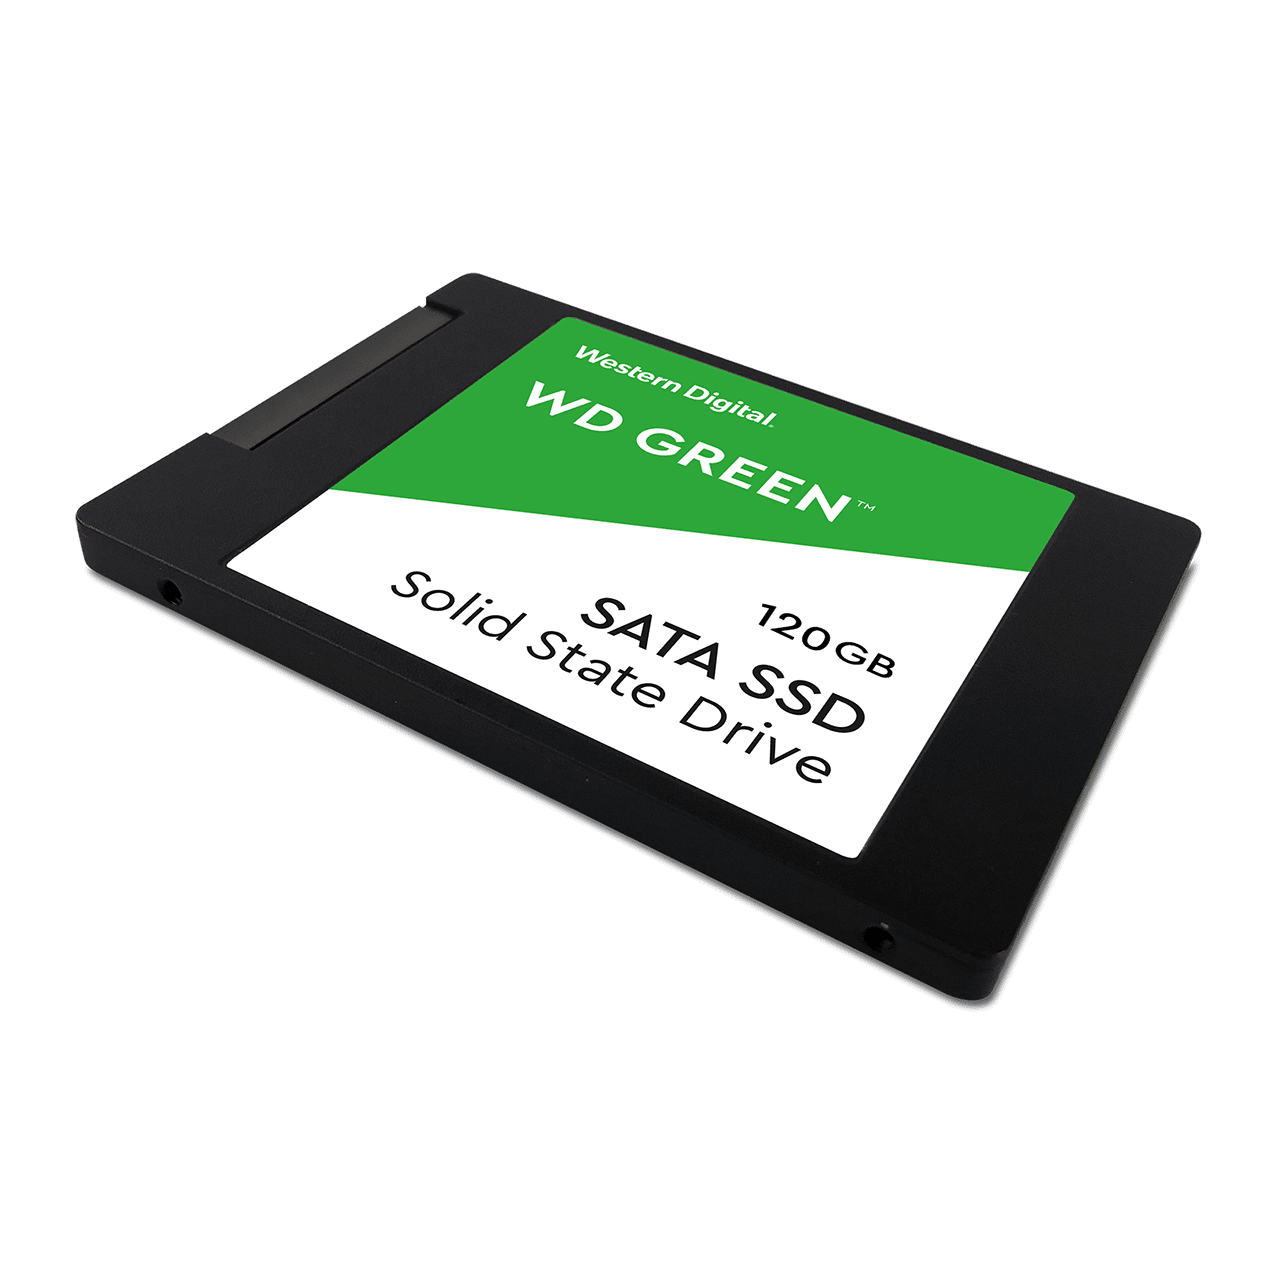 Western Digital.
WD GREEN™
120GB
SATA SSD
Solid State Drive